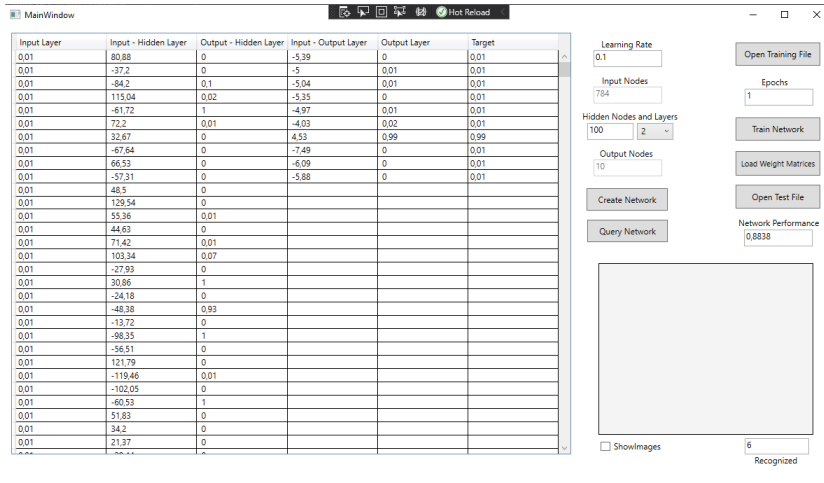 MainWindow
Hot Reload
Input Layer Input - Hidden Layer Output - Hidden Layer Input - Output Layer Output Layer Target
0,01 80,88 0 -5,39 0 0,01
0,01 -37,2 0 -5 0,01 0,01
0,01 -84,2 0,1 -5,04 0,01 0,01
0,01 115,04 0,02 -5,35 0 0,01
0,01 -61,72 1 -4,97 0,01 0,01
0,01 72,2 0,01 -4,03 0,02 0,01
0,01 32,67 0 4,53 0,99 0,99
0,01 -67,64 0 -7,49 0 0,01
0,01 66,53 0 -6,09 0 0,01
0,01 -57,31 0 -5,88 0 0,01
0,01 48,5 0
0,01 129,54 0
0,01 55,36 0,01
0,01 44,63 0
0,01 71,42 0,01
0,01 103,34 0,07
0,01 -27,93 0
0,01 30,86 1
0,01 -24,18 0
0,01 -48,38 0,93
0,01 -13,72 0
0,01 -98,35 1
0,01 -56,51 0
0,01 121,79 0
0,01 -119,46 0,01
0,01 -102,05 0
0,01 -60,53 1
0,01 51,83 0
0,01 34,2 0
0,01 21,37 0
Learning Rate
0.1
Input Nodes
784
Hidden Nodes and Layers
100 2
Output Nodes
10
Create Network
Query Network
Open Training File
Epochs
1
Train Network
Load Weight Matrices
Open Test File
Network Performance
0,8838
ShowImages
6
Recognized